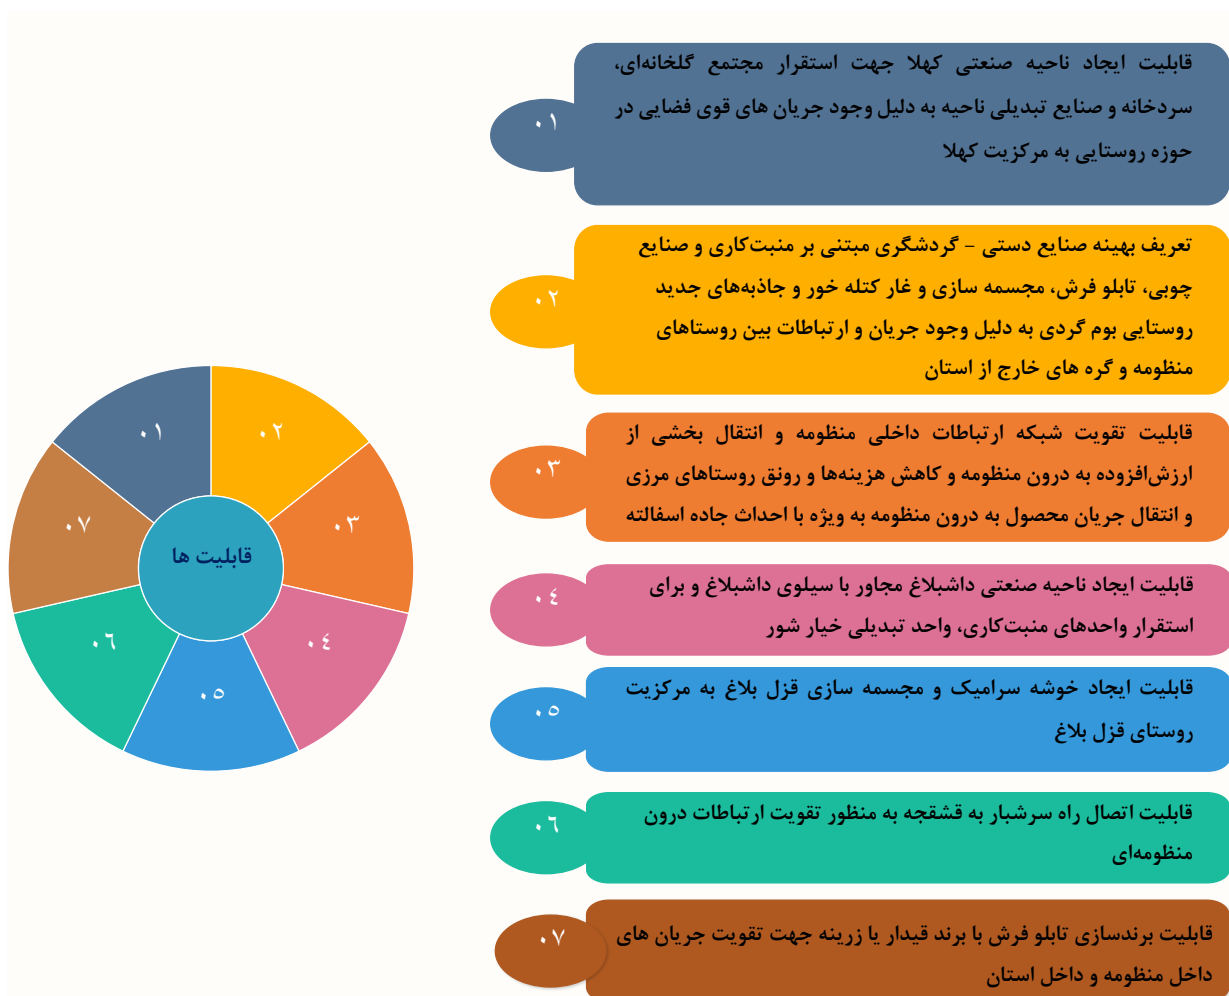 قابلیت ایجاد ناحیه صنعتی کهلا جهت استقرار مجتمع گلخانه‌ای،
سردخانه و صنایع تبدیلی ناحیه به دلیل وجود جریان های قوی فضایی در
حوزه روستایی به مرکزیت کهلا
۰۱
تعریف بهینه صنایع دستی - گردشگری مبتنی بر منبت‌کاری و صنایع
چوبی، تابلو فرش، مجسمه سازی و غار کتله خور و جاذبه‌های جدید
روستایی بوم گردی به دلیل وجود جریان و ارتباطات بین روستاهای
منظومه و گره های خارج از استان
۰۲
قابلیت تقویت شبکه ارتباطات داخلی منظومه و انتقال بخشی از
ارزش‌افزوده به درون منظومه و کاهش هزینه‌ها و رونق روستاهای مرزی
و انتقال جریان محصول به درون منظومه به ویژه با احداث جاده اسفالته
۰۳
قابلیت ایجاد ناحیه صنعتی داشبلاغ مجاور با سیلوی داشبلاغ و برای
استقرار واحدهای منبت‌کاری، واحد تبدیلی خیار شور
۰٤
قابلیت ایجاد خوشه سرامیک و مجسمه سازی قزل بلاغ به مرکزیت
روستای قزل بلاغ
۰٥
قابلیت اتصال راه سرشبار به قشقجه به منظور تقویت ارتباطات درون
منظومه‌ای
۰٦
قابلیت برندسازی تابلو فرش با برند قیدار یا زرینه جهت تقویت جریان های
داخل منظومه و داخل استان
۰۷
قابلیت ها
۰۱
۰۲
۰۳
۰٤
۰٥
۰٦
۰۷